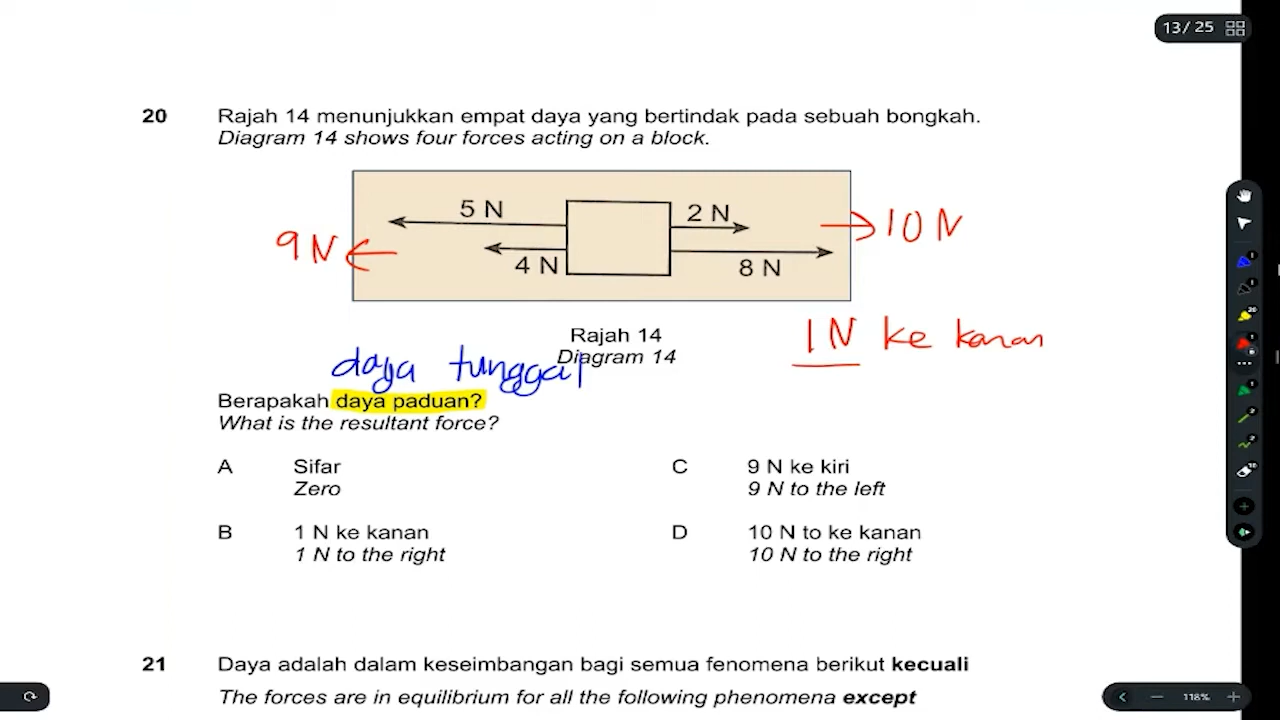 13/ 25
20 Rajah 14 menunjukkan empat daya yang bertindak pada sebuah bongkah.
Diagram 14 shows four forces acting on a block.
5 N 2 N
10 N
9 N
4 N 8 N
Rajah 14
1 N ke kanan
Diagram 14
daya tunggal
Berapakah daya paduan?
What is the resultant force?
A Sifar C 9 N ke kiri
Zero 9 N to the left
B 1 N ke kanan D 10 N to ke kanan
1 N to the right 10 N to the right
21 Daya adalah dalam keseimbangan bagi semua fenomena berikut kecuali
The forces are in equilibrium for all the following phenomena except
118%